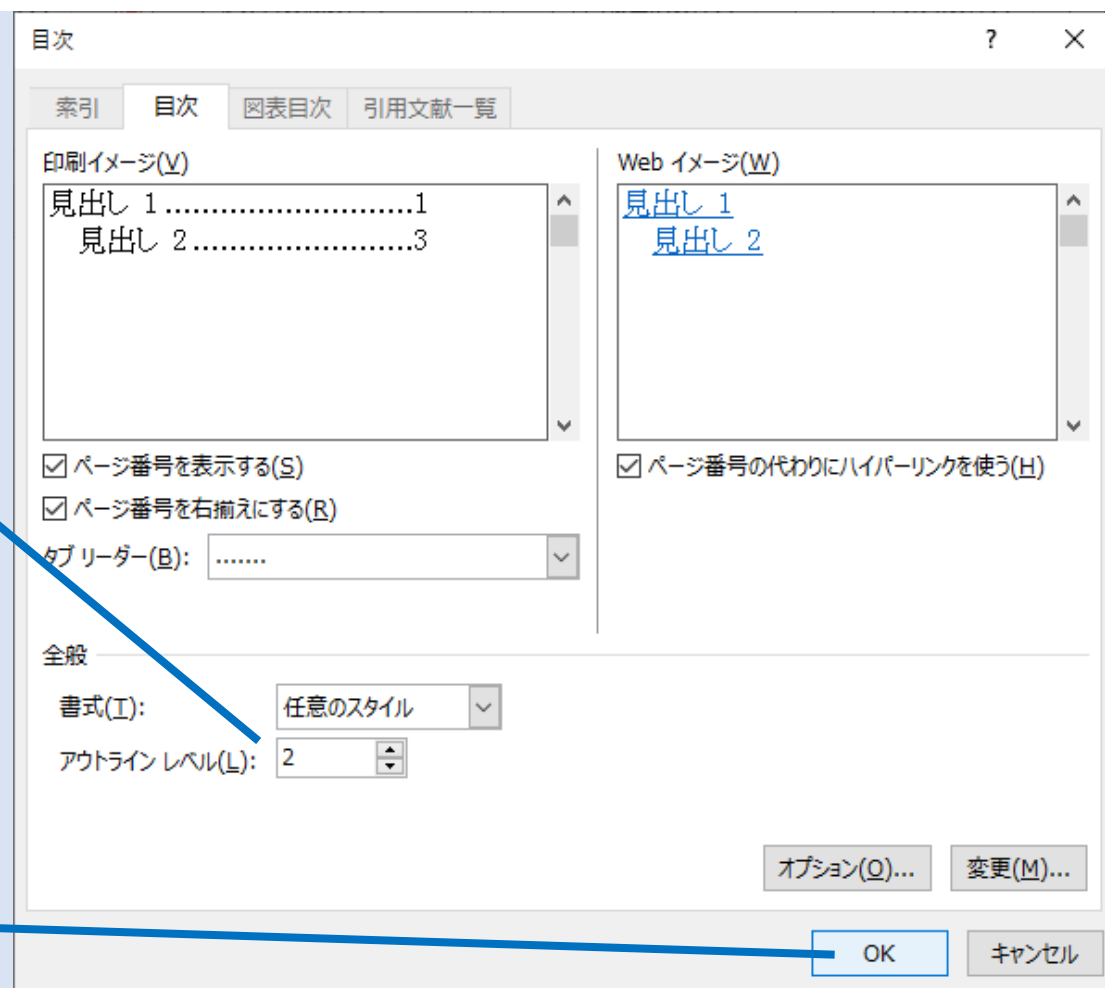 目次
?
索引 目次 図表目次 引用文献一覧
印刷イメージ(V)
見出し 1...........................1
見出し 2........................3
ページ番号を表示する(S)
ページ番号を右揃えにする(R)
タブ リーダー(B): .......
Web イメージ(W)
見出し 1
見出し 2
ページ番号の代わりにハイパーリンクを使う(H)
全般
書式(T): 任意のスタイル
アウトライン レベル(L): 2
オプション(O)... 変更(M)...
OK キャンセル